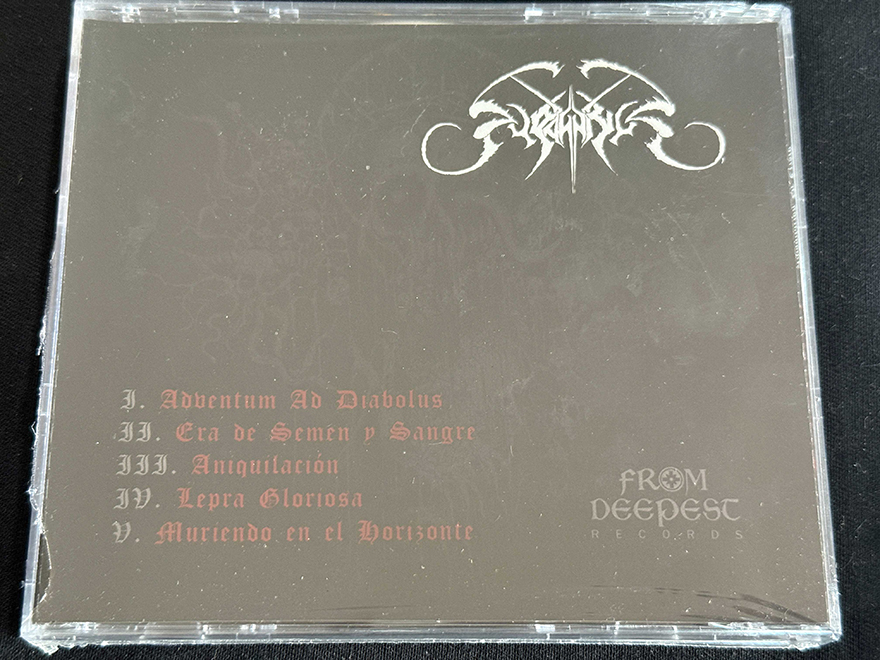 I. Adventum Ad Diabolus
II. Era de Semen y Sangre
III. Aniquilación
IV. Lepra Gloriosa
V. Muriendo en el Horizonte
FROM
DEEPEST
RECORDS